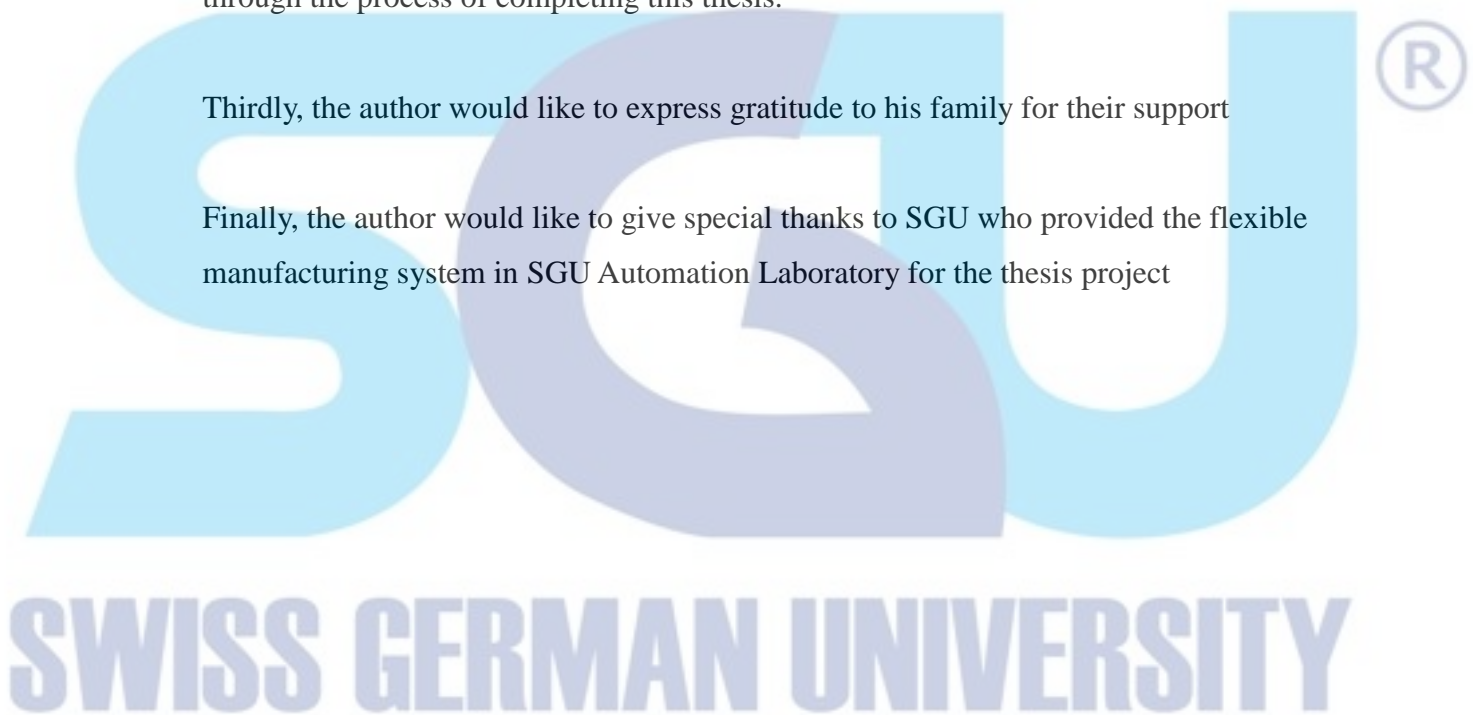 through the process of completing this thesis.
Thirdly, the author would like to express gratitude to his family for their support
Finally, the author would like to give special thanks to SGU who provided the flexible
manufacturing system in SGU Automation Laboratory for the thesis project
SGU ®
SWISS GERMAN UNIVERSITY